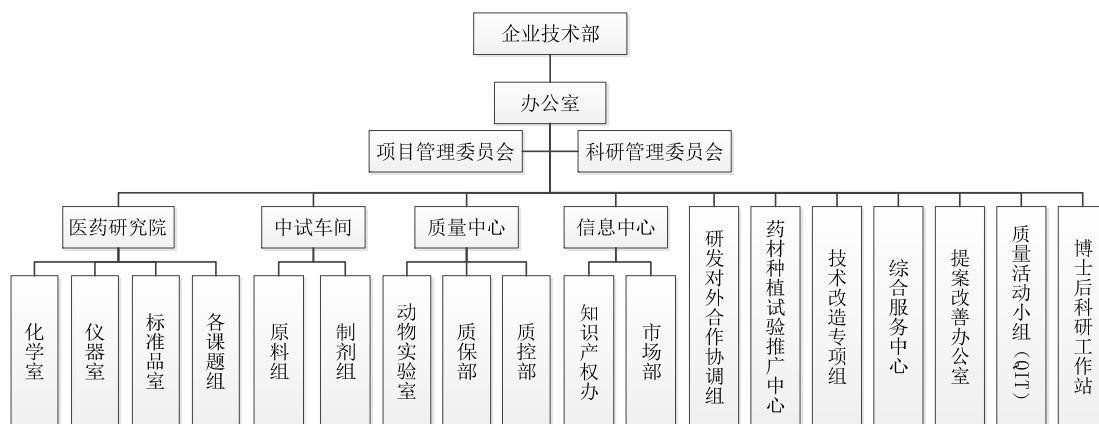 企业技术部
办公室
项目管理委员会
科研管理委员会
医药研究院
中试车间
质量中心
信息中心
研发对外合作协调组
药材种植试验推广中心
技术改造专项组
综合服务中心
提案改善办公室
质量活动小组（QIT）
博士后科研工作站
化学室
仪器室
标准品室
各课题组
原料组
制剂组
动物实验室
质保部
质控部
知识产权办
市场部